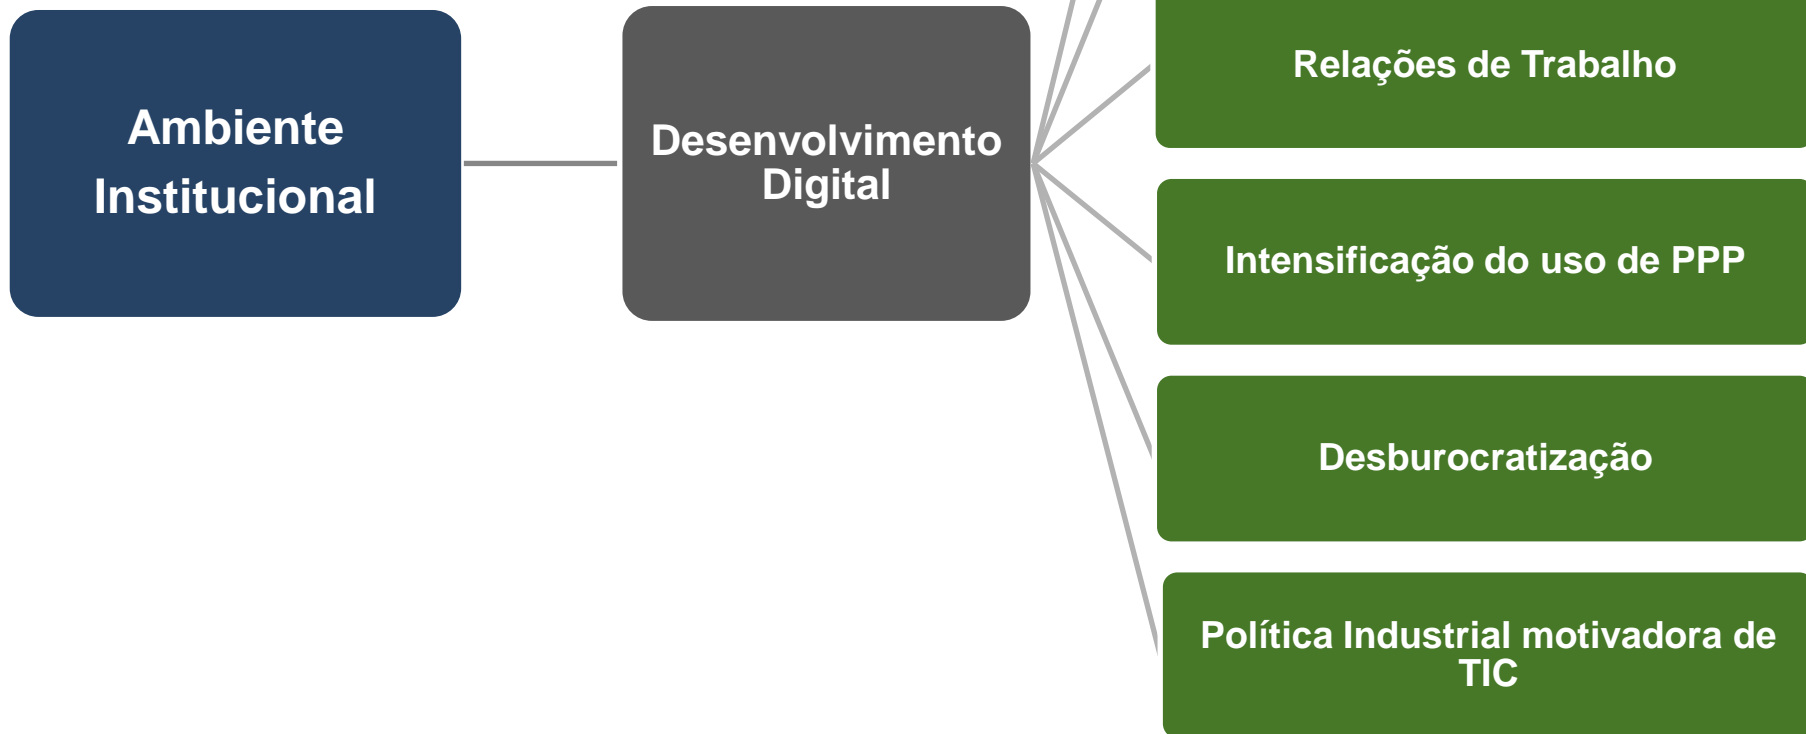 Ambiente
Institucional
Desenvolvimento
Digital
Relações de Trabalho
Intensificação do uso de PPP
Desburocratização
Política Industrial motivadora de
TIC